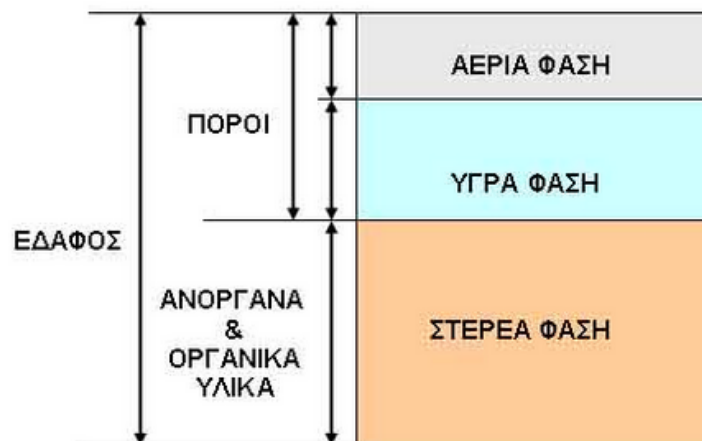 ΑΕΡΙΑ ΦΑΣΗ
ΠΟΡΟΙ
ΥΓΡΑ ΦΑΣΗ
ΕΔΑΦΟΣ
ΑΝΟΡΓΑΝΑ
&
ΟΡΓΑΝΙΚΑ
ΥΛΙΚΑ
ΣΤΕΡΕΑ ΦΑΣΗ